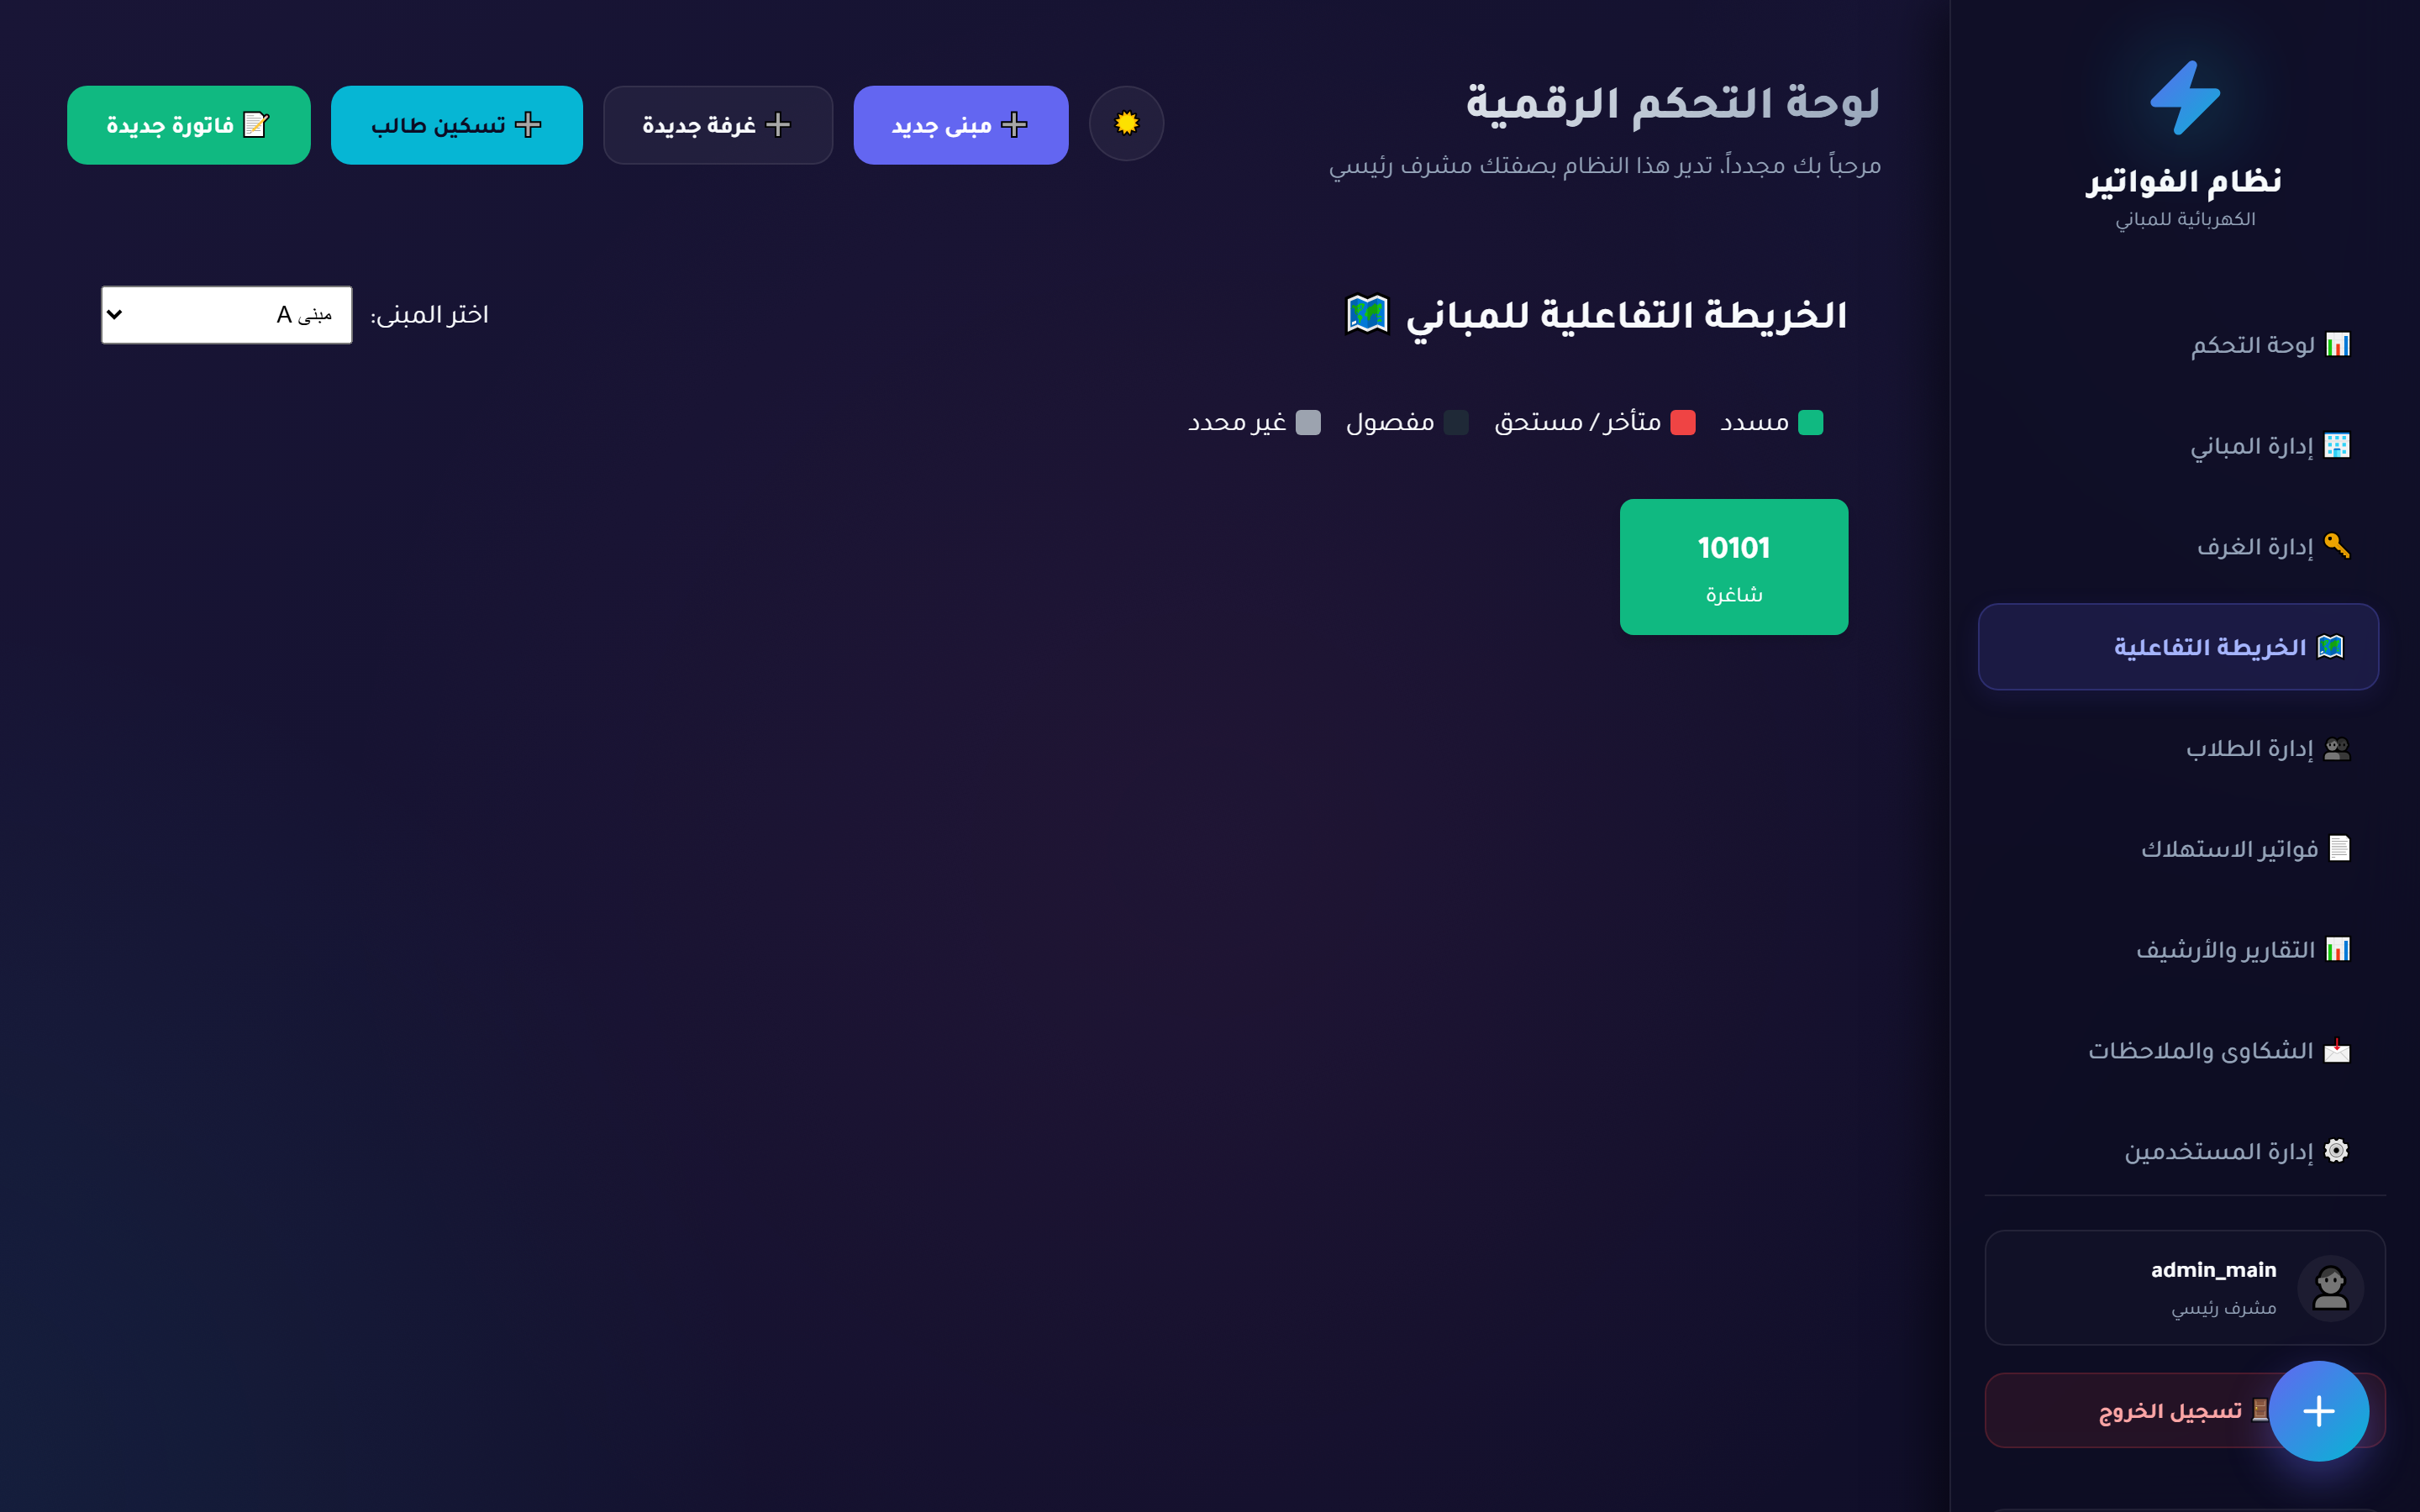 نظام الفواتير
الكهربائية للمباني
لوحة التحكم
إدارة المباني
إدارة الغرف
الخريطة التفاعلية
إدارة الطلاب
فواتير الاستهلاك
التقارير والأرشيف
الشكاوى والملاحظات
إدارة المستخدمين
admin_main
مشرف رئيسي
تسجيل الخروج
لوحة التحكم الرقمية
مرحباً بك مجدداً، تدير هذا النظام بصفتك مشرف رئيسي
مبنى جديد
غرفة جديدة
تسكين طالب
فاتورة جديدة
الخريطة التفاعلية للمباني
اختر المبنى:
مبنى A
مسدد
متأخر / مستحق
مفصول
غير محدد
10101
شاغرة